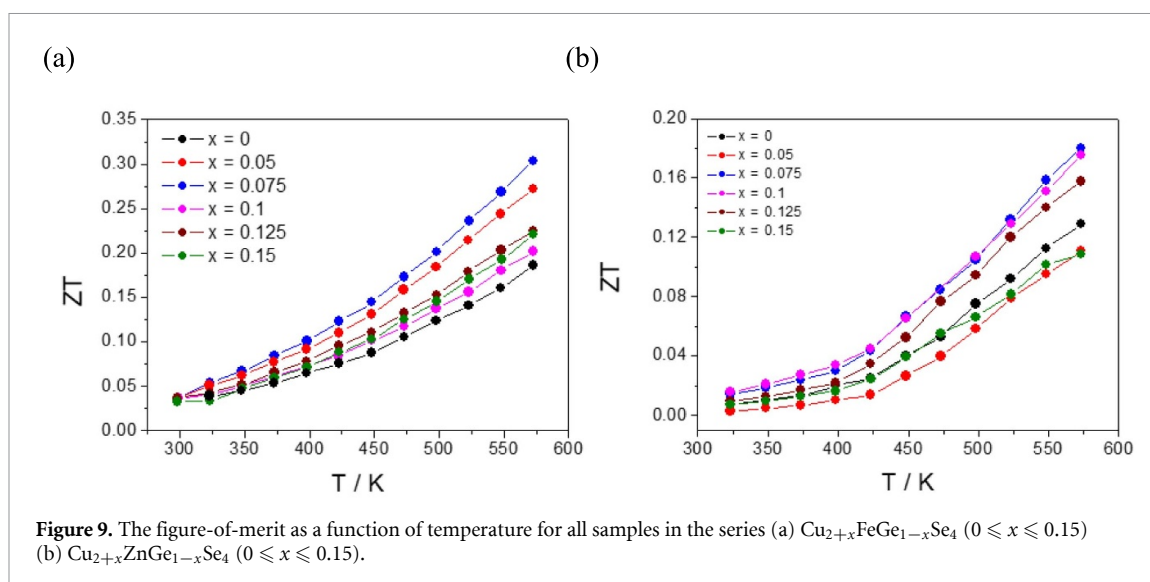 (a)
(b)
0.35
0.30
0.25
0.20
0.15
0.10
0.05
0.00
ZT
x = 0
x = 0.05
x = 0.075
x = 0.1
x = 0.125
x = 0.15
300 350 400 450 500 550 600
T / K
0.20
0.16
0.12
0.08
0.04
0.00
ZT
x = 0
x = 0.05
x = 0.075
x = 0.1
x = 0.125
x = 0.15
300 350 400 450 500 550 600
T / K
Figure 9. The figure-of-merit as a function of temperature for all samples in the series (a) Cu₂₊ₓFeGe₁₋ₓSe₄ (0 ⩽ x ⩽ 0.15)
(b) Cu₂₊ₓZnGe₁₋ₓSe₄ (0 ⩽ x ⩽ 0.15).